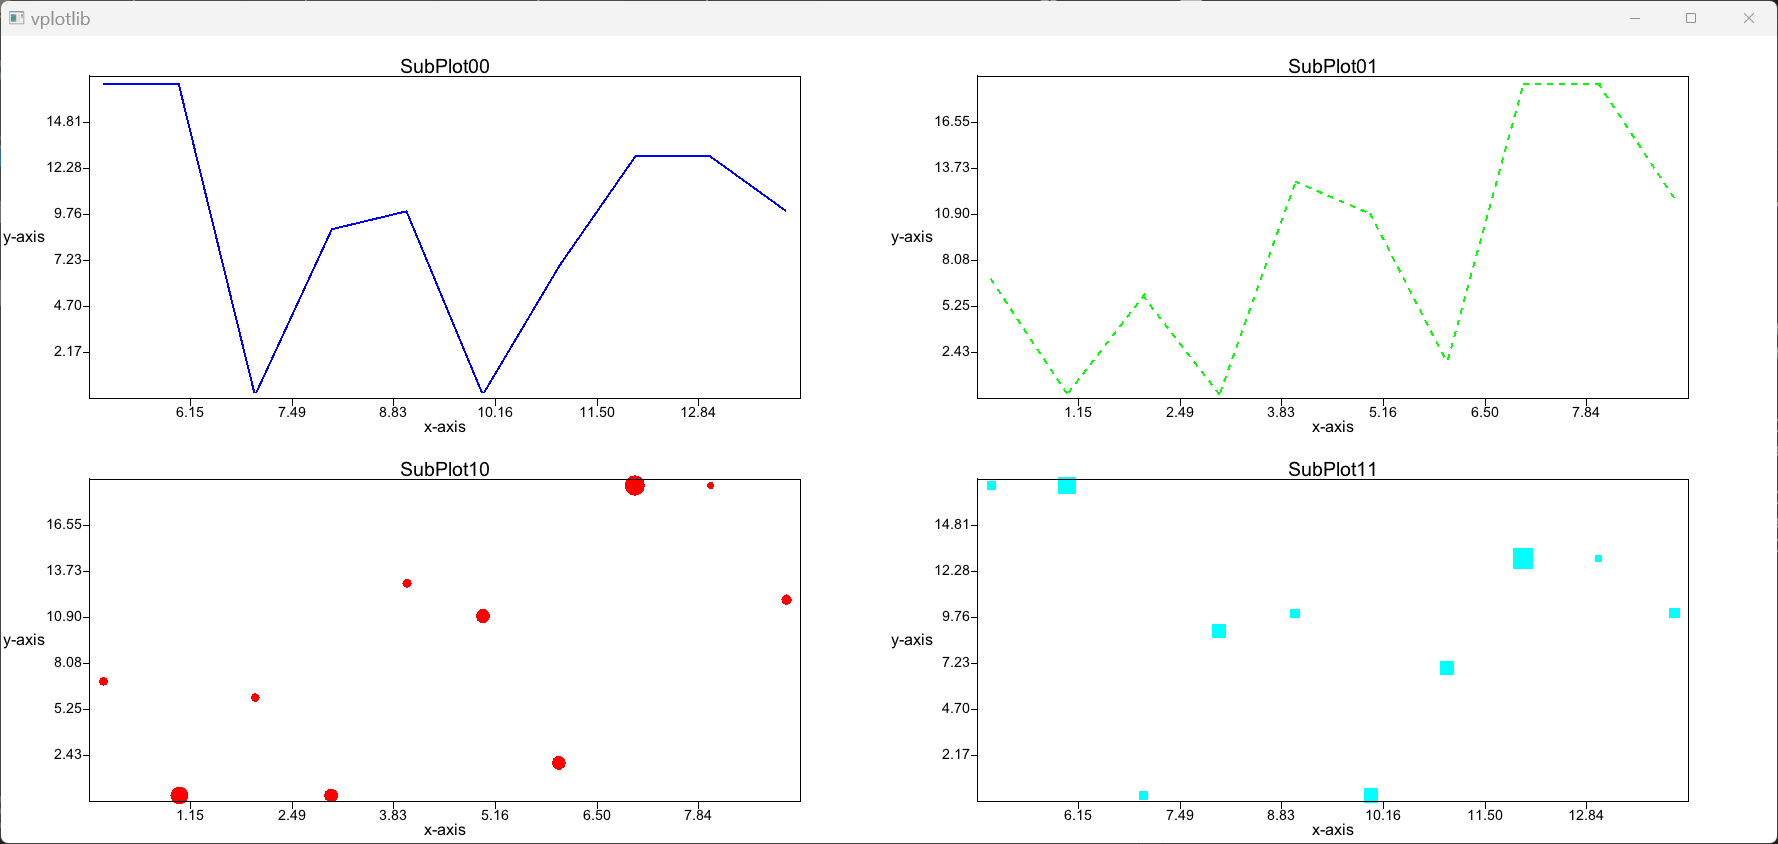 vplotlib
SubPlot00
14.81
12.28
9.76
7.23
4.70
2.17
y-axis
6.15 7.49 8.83 10.16 11.50 12.84
x-axis
SubPlot01
16.55
13.73
10.90
8.08
5.25
2.43
y-axis
1.15 2.49 3.83 5.16 6.50 7.84
x-axis
SubPlot10
16.55
13.73
10.90
8.08
5.25
2.43
y-axis
1.15 2.49 3.83 5.16 6.50 7.84
x-axis
SubPlot11
14.81
12.28
9.76
7.23
4.70
2.17
y-axis
6.15 7.49 8.83 10.16 11.50 12.84
x-axis